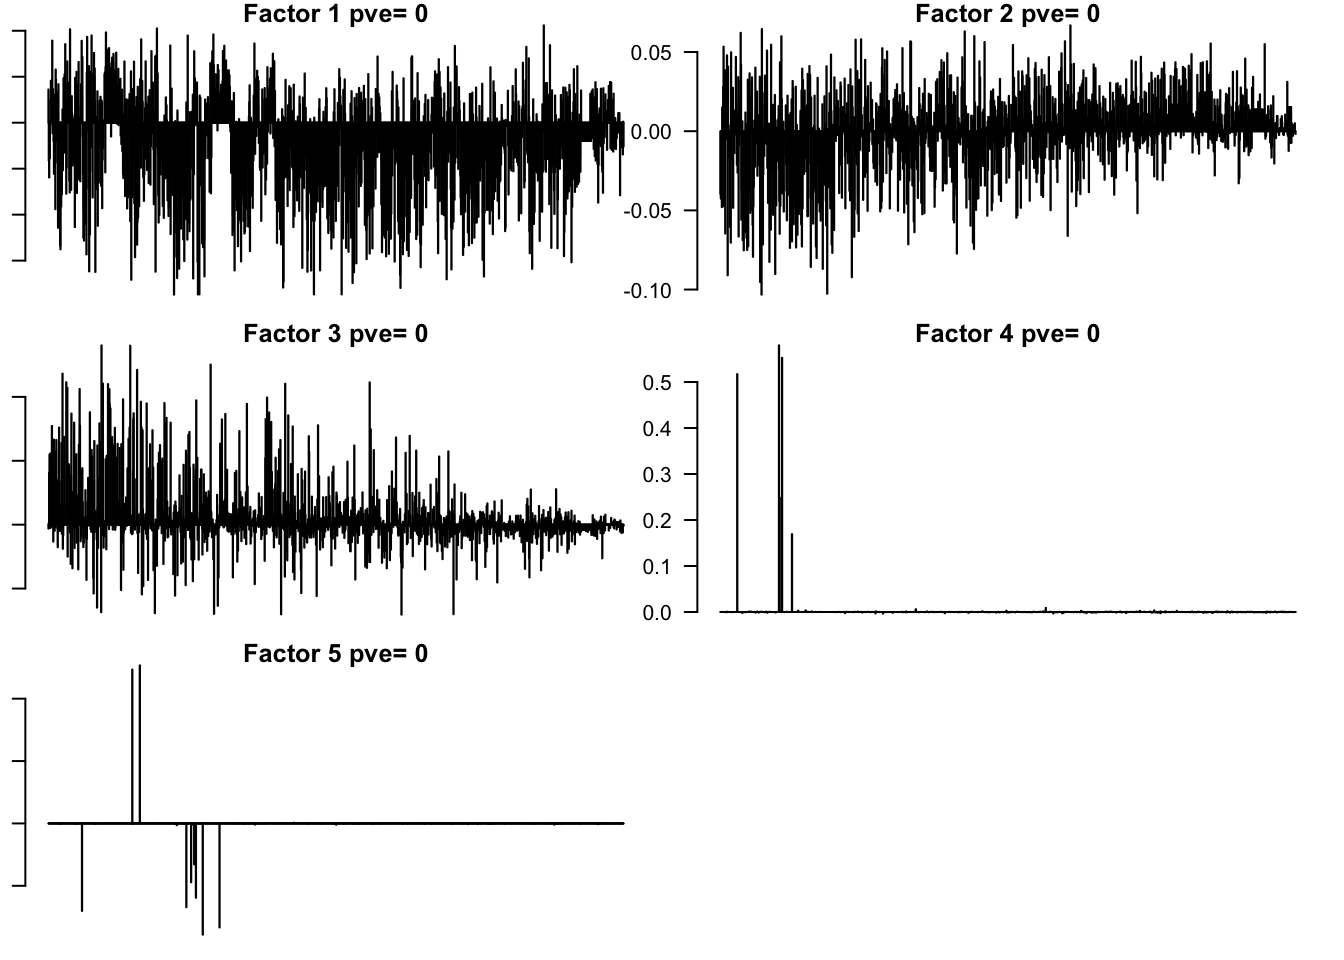 Factor 1 pve= 0
Factor 2 pve= 0
0.05
0.00
-0.05
-0.10
Factor 3 pve= 0
Factor 4 pve= 0
0.5
0.4
0.3
0.2
0.1
0.0
Factor 5 pve= 0